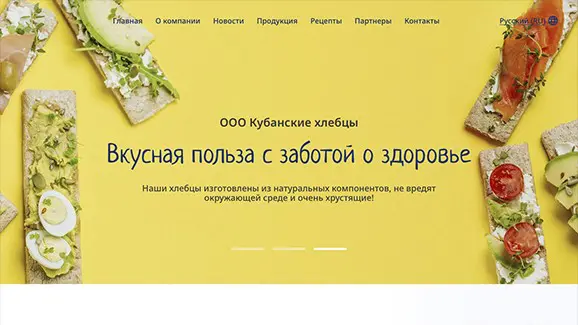 Главная О компании Новости Продукция Рецепты Партнеры Контакты Русский (RU)
ООО Кубанские хлебцы
Вкусная польза с заботой о здоровье
Наши хлебцы изготовлены из натуральных компонентов, не вредят
окружающей среде и очень хрустящие!